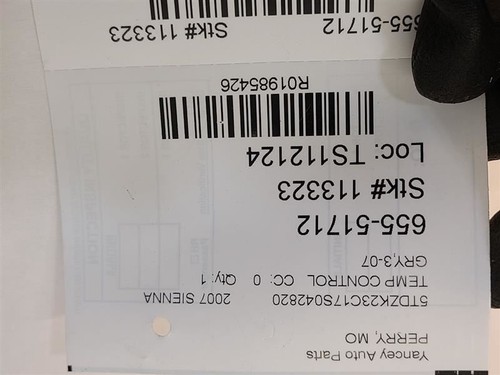 Yancey Auto Parts
PERRY, MO
5TDZK23C17S042820 2007 SIENNA
TEMP CONTROL CC: 0 Qty: 1
GRY,3-07
655-51712
Stk# 113323
Loc: TS112124
R01985426
655-51712
Stk# 113323